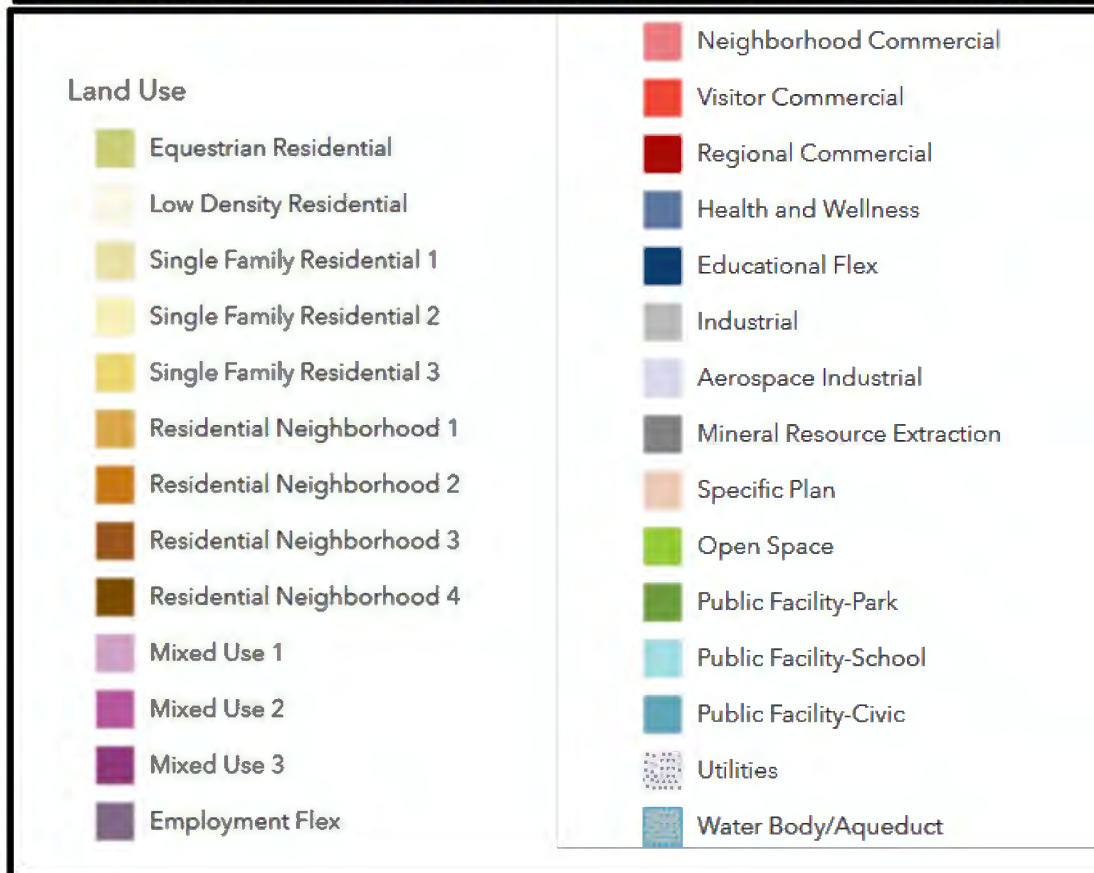 Land Use
Equestrian Residential
Low Density Residential
Single Family Residential 1
Single Family Residential 2
Single Family Residential 3
Residential Neighborhood 1
Residential Neighborhood 2
Residential Neighborhood 3
Residential Neighborhood 4
Mixed Use 1
Mixed Use 2
Mixed Use 3
Employment Flex
Neighborhood Commercial
Visitor Commercial
Regional Commercial
Health and Wellness
Educational Flex
Industrial
Aerospace Industrial
Mineral Resource Extraction
Specific Plan
Open Space
Public Facility-Park
Public Facility-School
Public Facility-Civic
Utilities
Water Body/Aqueduct